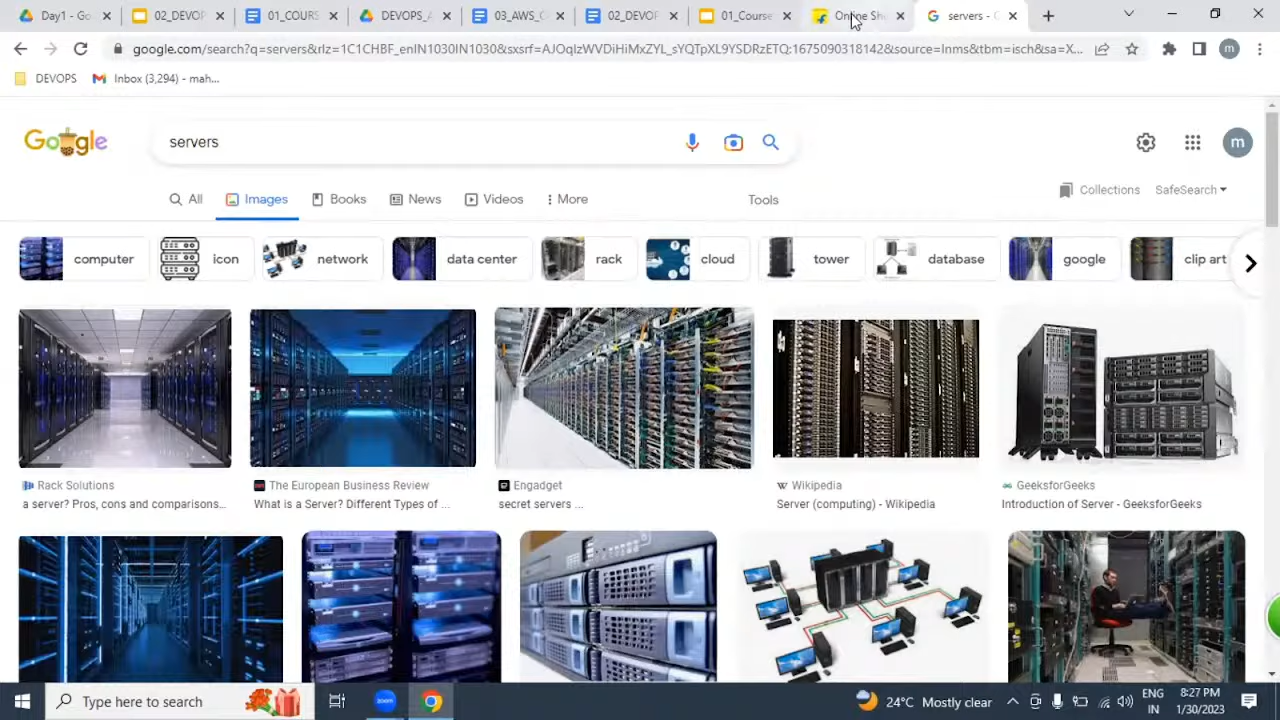 Day1 - Go
02_DEVOP
01_COURS
DEVOPS_A
03_AWS_C
02_DEVOP
01_Course
Online Sho
servers - G
google.com/search?q=servers&rlz=1C1CHBF_enIN1030IN1030&sxsrf=AJOqlzWVDiHiMxZYL_sYQTpXL9YSDRzETQ:1675090318142&source=lnms&tbm=isch&sa=X...
m
DEVOPS
Inbox (3,294) - mah...
Google
servers
m
All
Images
Books
News
Videos
More
Tools
Collections
SafeSearch
computer
icon
network
data center
rack
cloud
tower
database
google
clip art
Rack Solutions
a server? Pros, cons and comparisons...
The European Business Review
What is a Server? Different Types of ...
Engadget
secret servers ...
W Wikipedia
Server (computing) - Wikipedia
GeeksforGeeks
Introduction of Server - GeeksforGeeks
Type here to search
zoom
24°C Mostly clear
ENG
IN
8:27 PM
1/30/2023